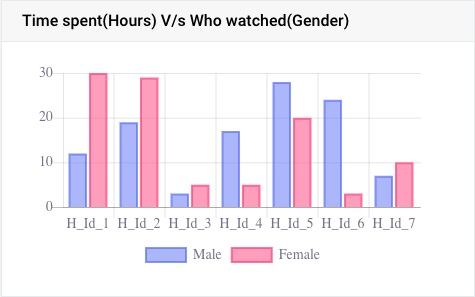 Time spent(Hours) V/s Who watched(Gender)
30
20
10
0
H_Id_1 H_Id_2 H_Id_3 H_Id_4 H_Id_5 H_Id_6 H_Id_7
Male Female